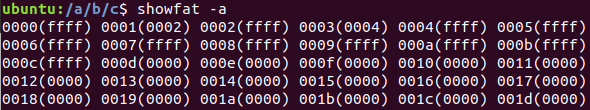 ubuntu:/a/b/c$ showfat -a
0000(ffff) 0001(0002) 0002(ffff) 0003(0004) 0004(ffff) 0005(ffff)
0006(ffff) 0007(ffff) 0008(ffff) 0009(ffff) 000a(ffff) 000b(ffff)
000c(ffff) 000d(0000) 000e(0000) 000f(0000) 0010(0000) 0011(0000)
0012(0000) 0013(0000) 0014(0000) 0015(0000) 0016(0000) 0017(0000)
0018(0000) 0019(0000) 001a(0000) 001b(0000) 001c(0000) 001d(0000)